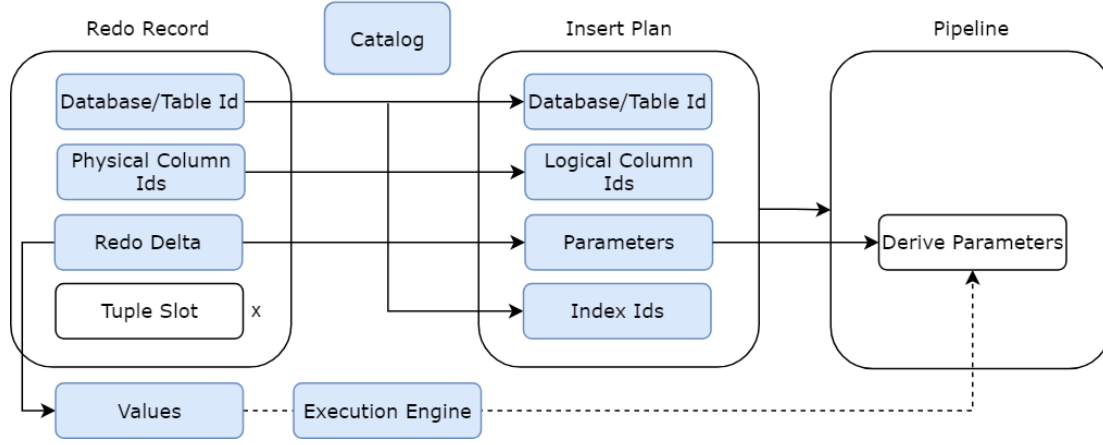 Redo Record
Catalog
Insert Plan
Pipeline
Database/Table Id
Database/Table Id
Physical Column
Ids
Logical Column
Ids
Redo Delta
Parameters
Derive Parameters
Tuple Slot
x
Index Ids
Values
Execution Engine